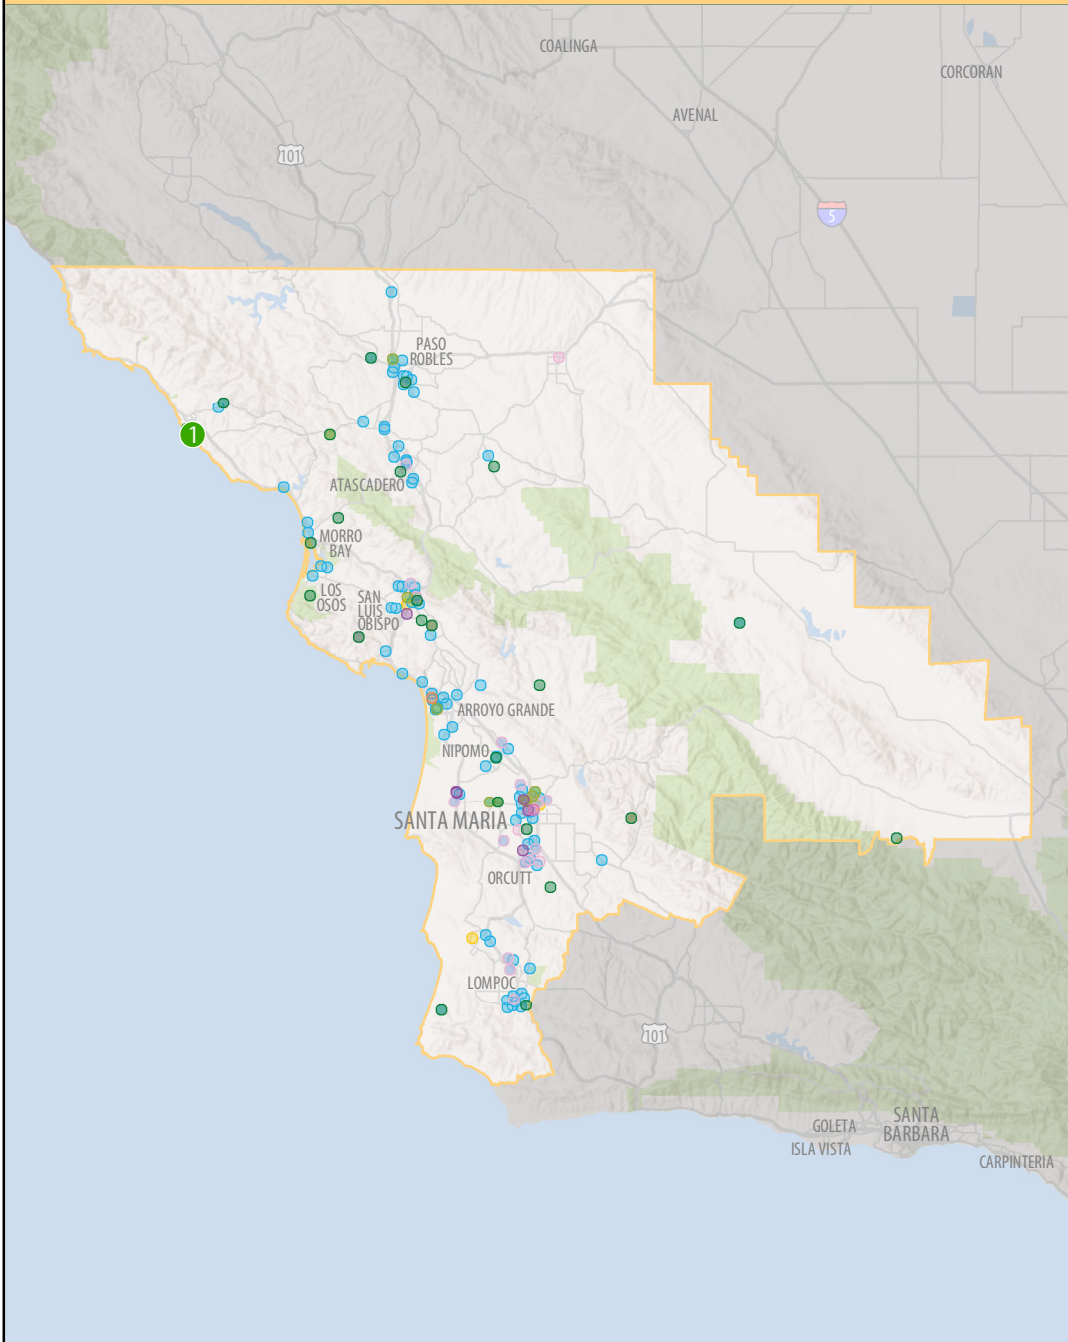 COALINGA
CORCORAN
AVENAL
101
5
PASO
ROBLES
1
ATASCADERO
MORRO
BAY
LOS
OSOS
SAN
LUIS
OBISPO
ARROYO GRANDE
NIPOMO
SANTA MARIA
ORCUTT
LOMPOC
101
SANTA
BARBARA
GOLETA
ISLA VISTA
CARPINTERIA